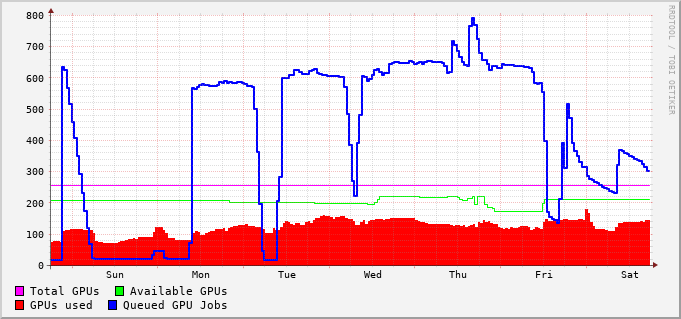 800
700
600
500
400
300
200
100
0
Sun Mon Tue Wed Thu Fri Sat
Total GPUs Available GPUs
GPUs used Queued GPU Jobs
RRDTOOL / TOBI OETIKER